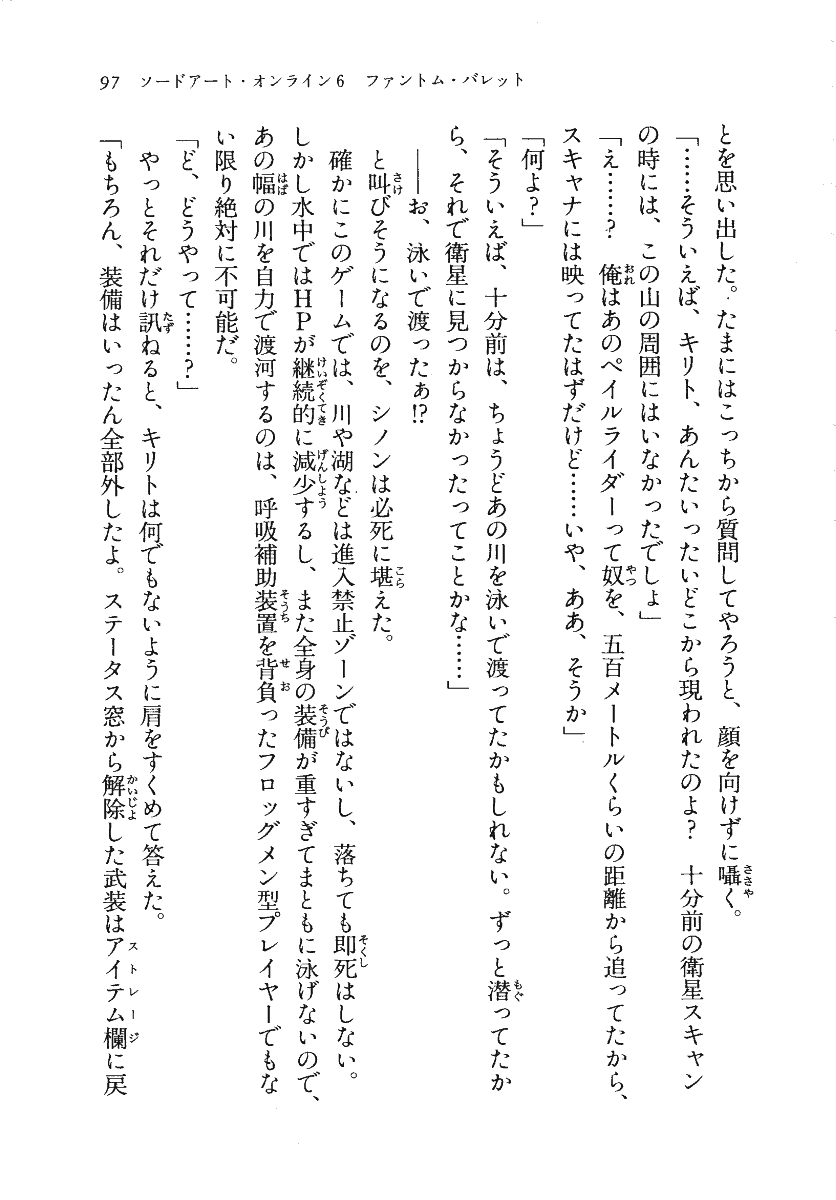 97　ソードアート・オンライン6　ファントム・バレット
とを思い出した。たまにはこっちから質問してやろうと、顔を向けずに囁く。
「……そういえば、キリト、あんたいったいどこから現われたのよ？　十分前の衛星スキャン
の時には、この山の周囲にはいなかったでしょ」
「え……？　俺はあのペイルライダーって奴を、五百メートルくらいの距離から追ってたから、
スキャナには映ってたはずだけど……いや、ああ、そうか」
「何よ？」
「そういえば、十分前は、ちょうどあの川を泳いで渡ってたかもしれない。ずっと潜ってたか
ら、それで衛星に見つからなかったってことかな……」
――お、泳いで渡ったぁ!?
と叫びそうになるのを、シノンは必死に堪えた。
確かにこのゲームでは、川や湖などは進入禁止ゾーンではないし、落ちても即死はしない。
しかし水中ではＨＰが継続的に減少するし、また全身の装備が重すぎてまともに泳げないので、
あの幅の川を自力で渡河するのは、呼吸補助装置を背負ったフロッグメン型プレイヤーでもな
い限り絶対に不可能だ。
「ど、どうやって……？」
やっとそれだけ訊ねると、キリトは何でもないように肩をすくめて答えた。
「もちろん、装備はいったん全部外したよ。ステータス窓から解除した武装はアイテム欄に戻